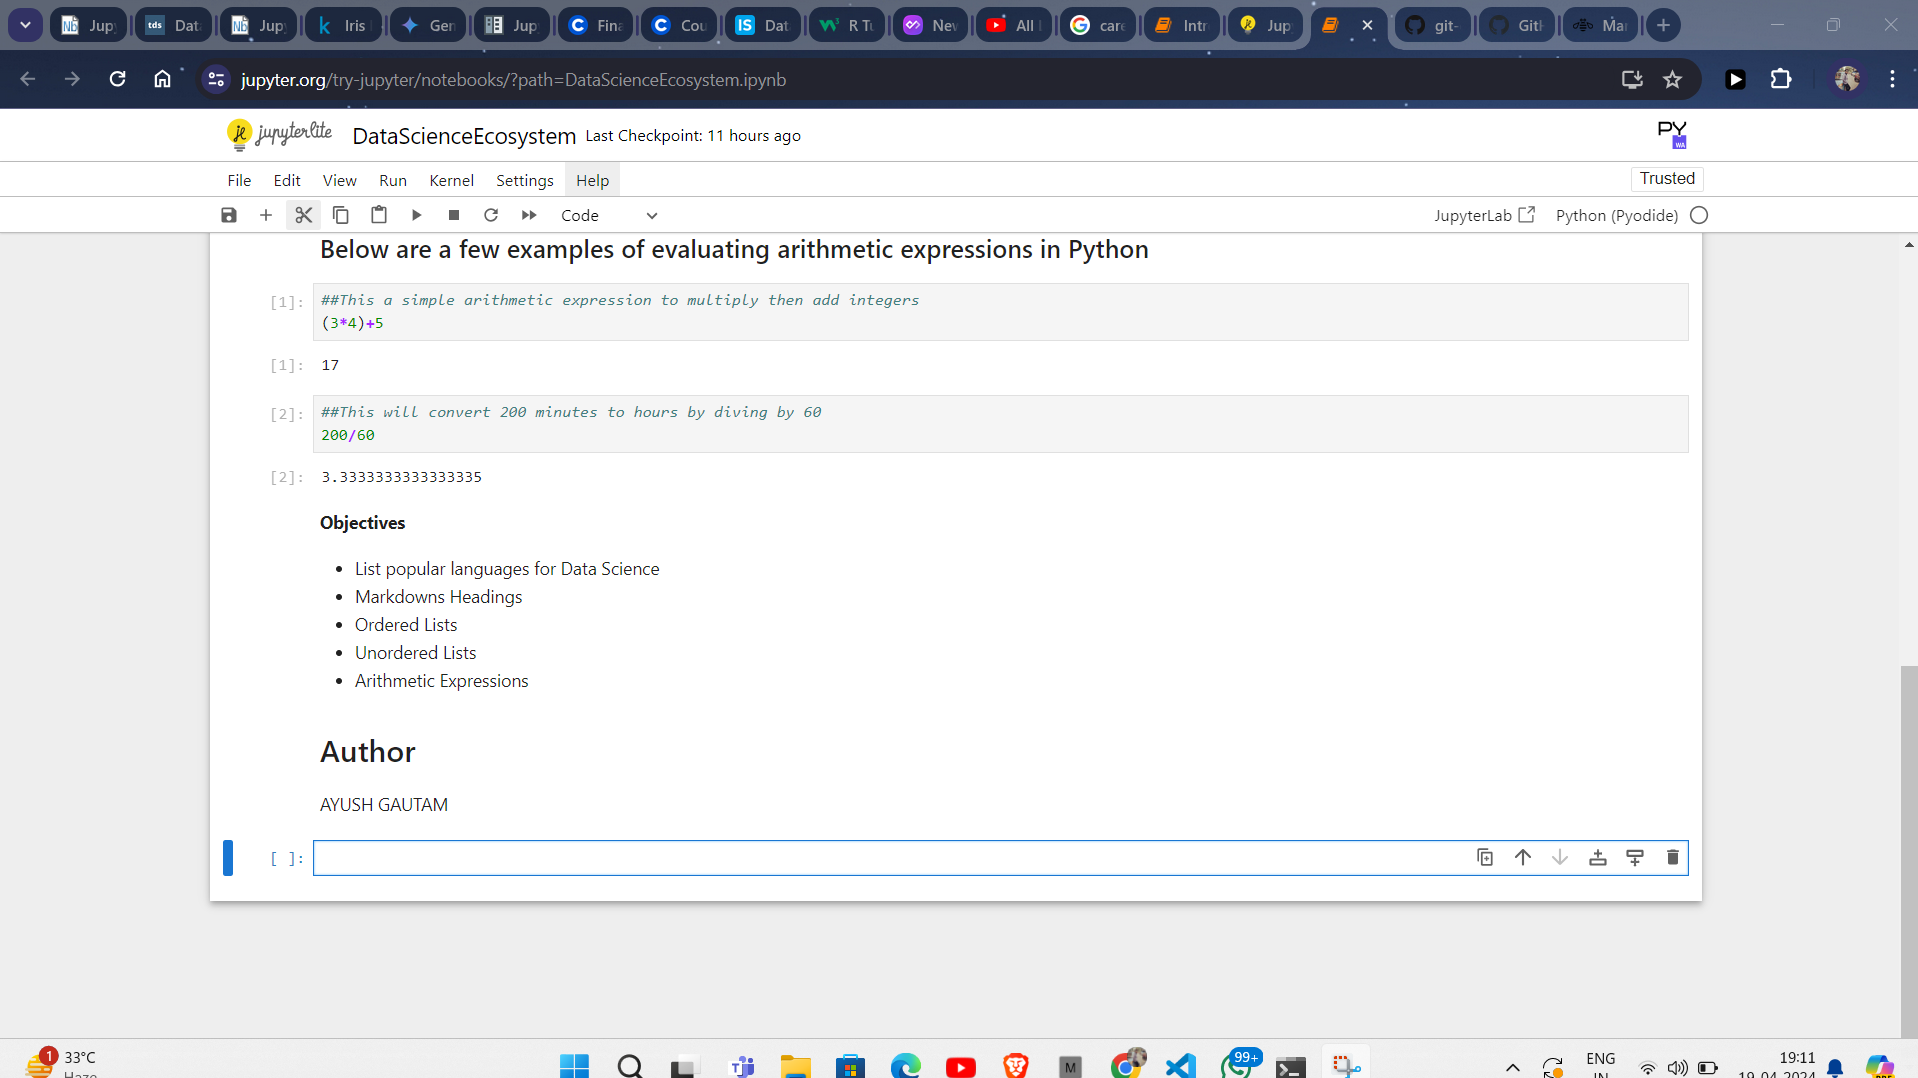 Jup
tds Data
Jup
Iris
Gen
Jup
Fina
Cou
IS Dat
R Tu
Nev
All
G care
Intr
Jup
git-
Git
Mar
jupyter.org/try-jupyter/notebooks/?path=DataScienceEcosystem.ipynb
jupyterlite DataScienceEcosystem Last Checkpoint: 11 hours ago
PY
WA
File Edit View Run Kernel Settings Help
Trusted
Code
JupyterLab Python (Pyodide)
Below are a few examples of evaluating arithmetic expressions in Python
[1]: ##This a simple arithmetic expression to multiply then add integers
(3*4)+5
[1]: 17
[2]: ##This will convert 200 minutes to hours by diving by 60
200/60
[2]: 3.3333333333333335
Objectives
• List popular languages for Data Science
• Markdowns Headings
• Ordered Lists
• Unordered Lists
• Arithmetic Expressions
Author
AYUSH GAUTAM
[ ]:
1 33°C
Haze
99+
ENG
IN
19:11
19-04-2024